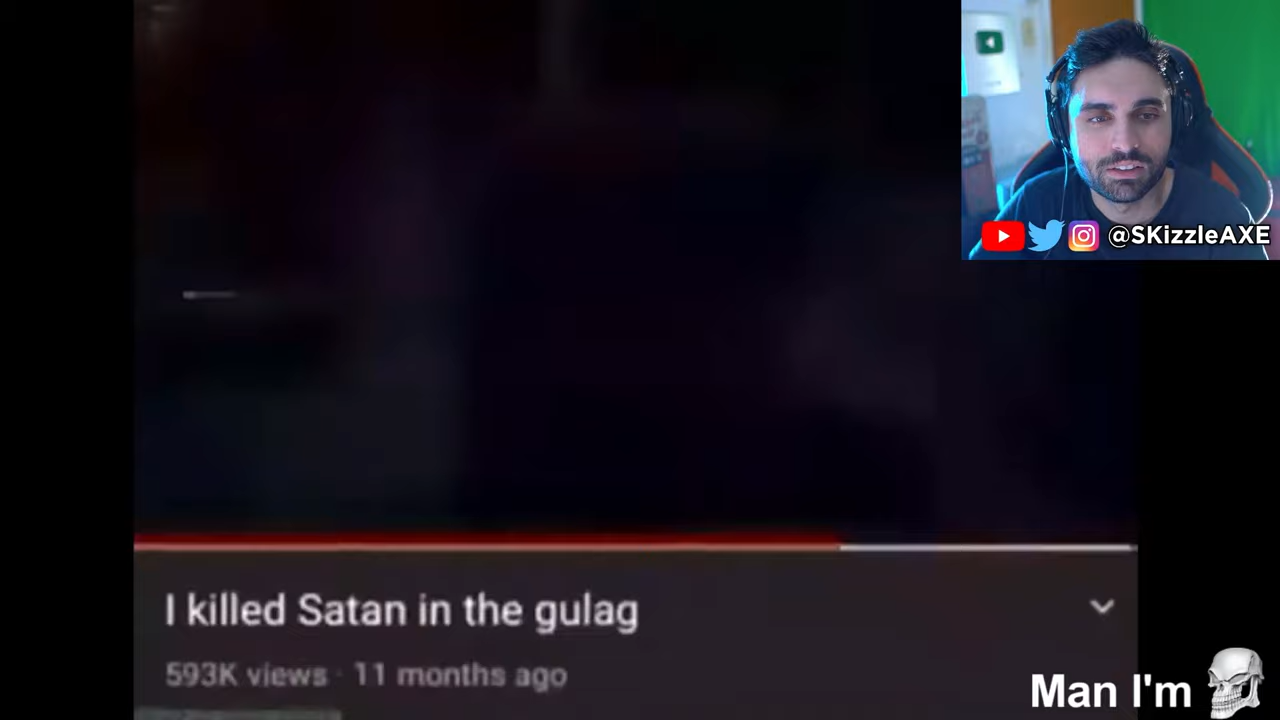 @SKizzleAXE
I killed Satan in the gulag
593K views · 11 months ago
Man I'm